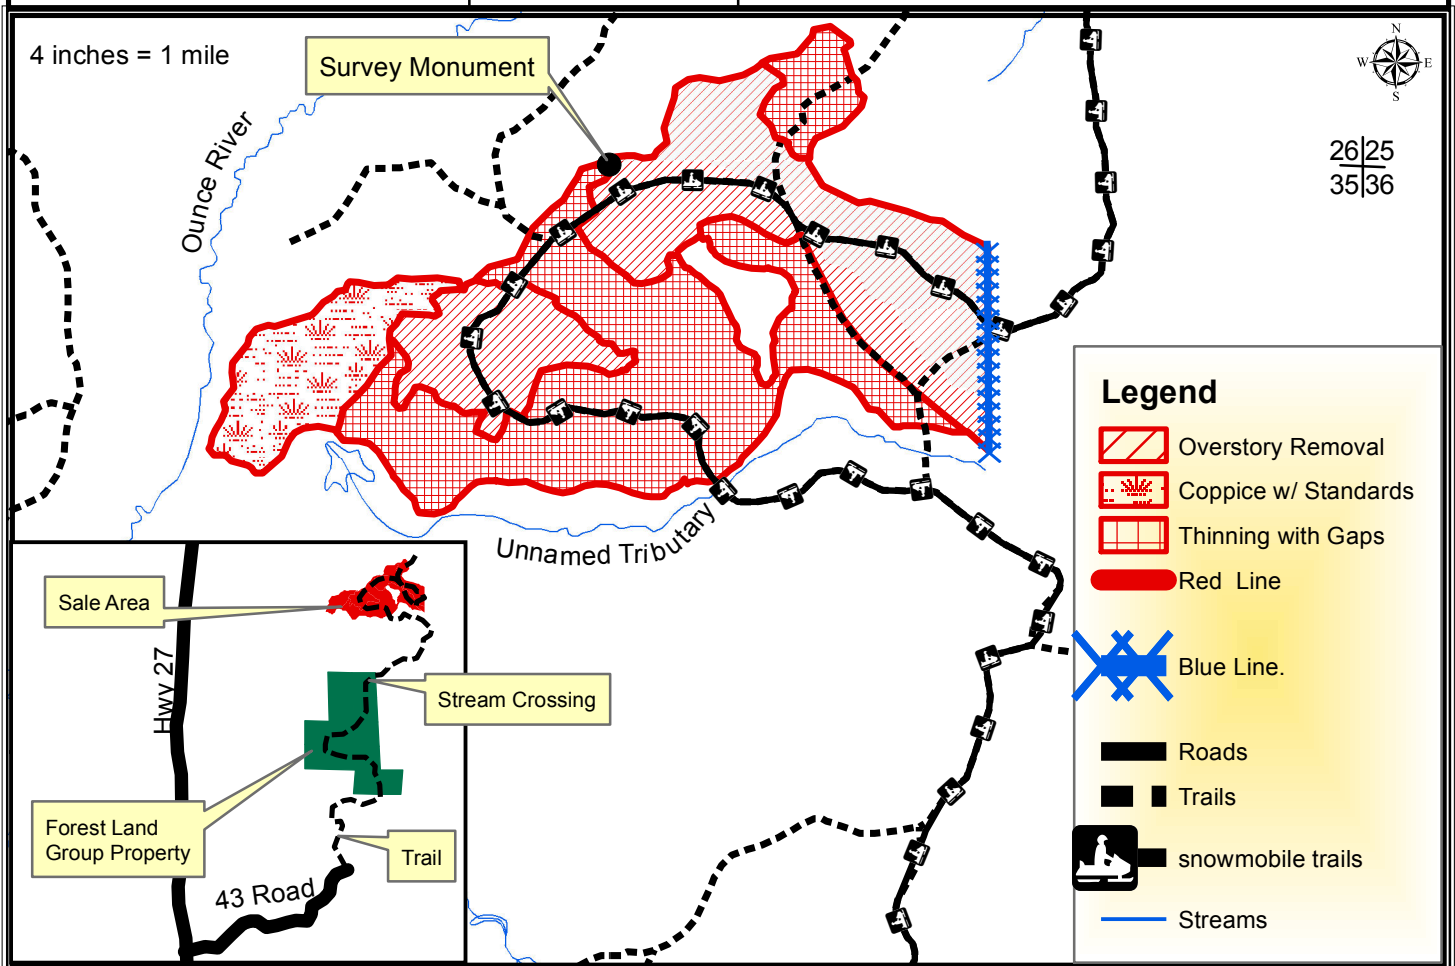 4 inches = 1 mile
Survey Monument
N
W E
S
26 25
35 36
Ounce River
Unnamed Tributary
Legend
Overstory Removal
Coppice w/ Standards
Thinning with Gaps
Red Line
Blue Line.
Roads
Trails
snowmobile trails
Streams
Sale Area
Hwy 27
Stream Crossing
Forest Land
Group Property
Trail
43 Road